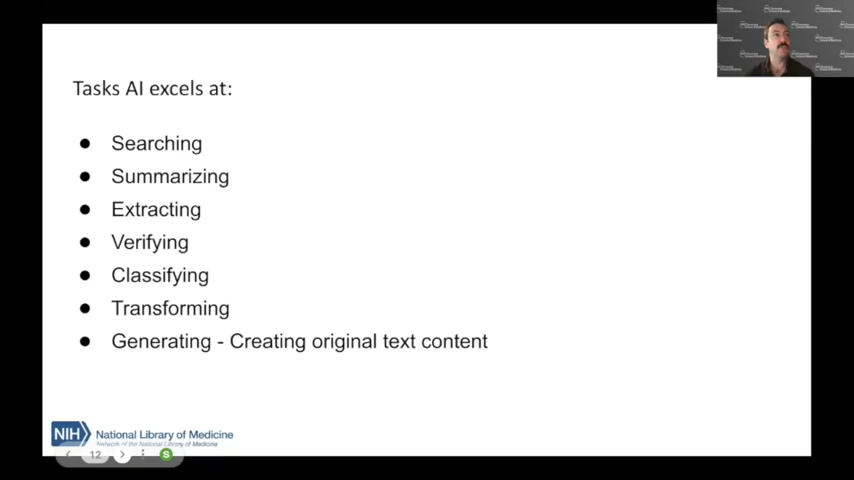 Tasks AI excels at:
● Searching
● Summarizing
● Extracting
● Verifying
● Classifying
● Transforming
● Generating - Creating original text content
NIH National Library of Medicine
Network of the National Library of Medicine
12
S